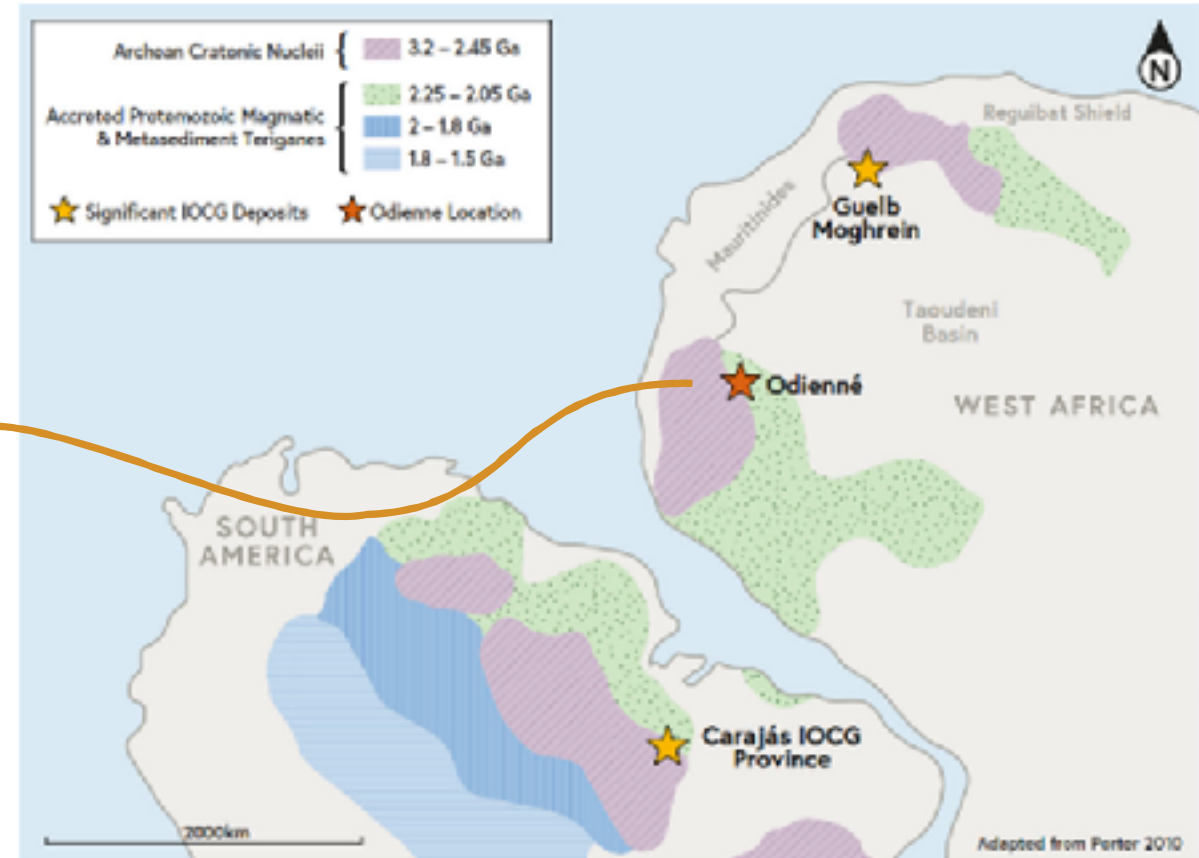 Archean Cratonic Nucleii
3.2 – 2.45 Ga
2.25 – 2.05 Ga
Accreted Protemozoic Magmatic
& Metasediment Teriganes
2 – 1.8 Ga
1.8 – 1.5 Ga
Significant IOCG Deposits
Odienne Location
N
Reguibat Shield
Guelb
Moghrein
Mauritinides
Taoudeni
Basin
Odienné
WEST AFRICA
SOUTH
AMERICA
Carajás IOCG
Province
2000km
Adapted from Porter 2010